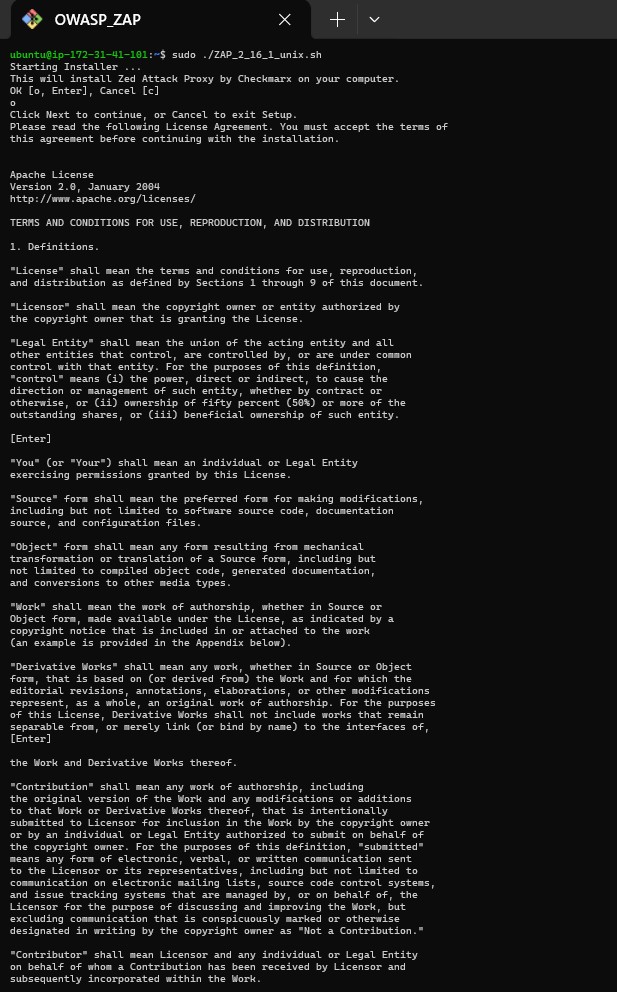 OWASP_ZAP
ubuntu@ip-172-31-41-101:~$ sudo ./ZAP_2_16_1_unix.sh
Starting Installer ...
This will install Zed Attack Proxy by Checkmarx on your computer.
OK [o, Enter], Cancel [c]
o
Click Next to continue, or Cancel to exit Setup.
Please read the following License Agreement. You must accept the terms of
this agreement before continuing with the installation.
Apache License
Version 2.0, January 2004
http://www.apache.org/licenses/
TERMS AND CONDITIONS FOR USE, REPRODUCTION, AND DISTRIBUTION
1. Definitions.
"License" shall mean the terms and conditions for use, reproduction,
and distribution as defined by Sections 1 through 9 of this document.
"Licensor" shall mean the copyright owner or entity authorized by
the copyright owner that is granting the License.
"Legal Entity" shall mean the union of the acting entity and all
other entities that control, are controlled by, or are under common
control with that entity. For the purposes of this definition,
"control" means (i) the power, direct or indirect, to cause the
direction or management of such entity, whether by contract or
otherwise, or (ii) ownership of fifty percent (50%) or more of the
outstanding shares, or (iii) beneficial ownership of such entity.
[Enter]
"You" (or "Your") shall mean an individual or Legal Entity
exercising permissions granted by this License.
"Source" form shall mean the preferred form for making modifications,
including but not limited to software source code, documentation
source, and configuration files.
"Object" form shall mean any form resulting from mechanical
transformation or translation of a Source form, including but
not limited to compiled object code, generated documentation,
and conversions to other media types.
"Work" shall mean the work of authorship, whether in Source or
Object form, made available under the License, as indicated by a
copyright notice that is included in or attached to the work
(an example is provided in the Appendix below).
"Derivative Works" shall mean any work, whether in Source or Object
form, that is based on (or derived from) the Work and for which the
editorial revisions, annotations, elaborations, or other modifications
represent, as a whole, an original work of authorship. For the purposes
of this License, Derivative Works shall not include works that remain
separable from, or merely link (or bind by name) to the interfaces of,
[Enter]
the Work and Derivative Works thereof.
"Contribution" shall mean any work of authorship, including
the original version of the Work and any modifications or additions
to that Work or Derivative Works thereof, that is intentionally
submitted to Licensor for inclusion in the Work by the copyright owner
or by an individual or Legal Entity authorized to submit on behalf of
the copyright owner. For the purposes of this definition, "submitted"
means any form of electronic, verbal, or written communication sent
to the Licensor or its representatives, including but not limited to
communication on electronic mailing lists, source code control systems,
and issue tracking systems that are managed by, or on behalf of, the
Licensor for the purpose of discussing and improving the Work, but
excluding communication that is conspicuously marked or otherwise
designated in writing by the copyright owner as "Not a Contribution."
"Contributor" shall mean Licensor and any individual or Legal Entity
on behalf of whom a Contribution has been received by Licensor and
subsequently incorporated within the Work.